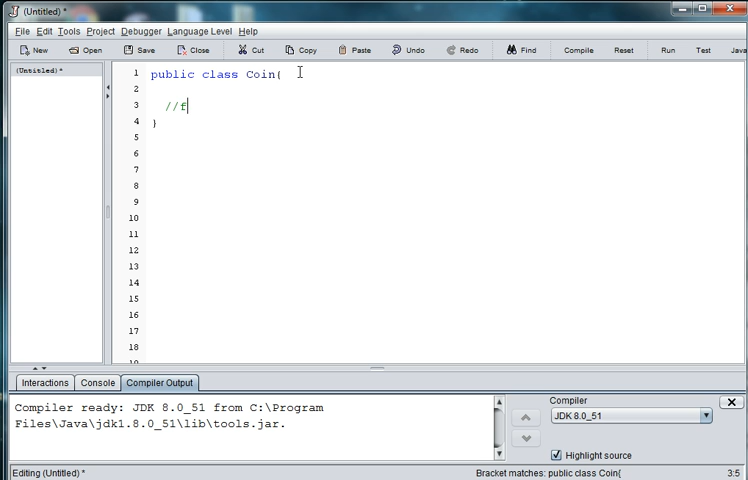 (Untitled) *
File Edit Tools Project Debugger Language Level Help
New Open Save Close Cut Copy Paste Undo Redo Find Compile Reset Run Test Java
(Untitled)*
1 public class Coin{
2
3 //f
4 }
5
6
7
8
9
10
11
12
13
14
15
16
17
18
Interactions Console Compiler Output
Compiler ready: JDK 8.0_51 from C:\Program
Files\Java\jdk1.8.0_51\lib\tools.jar.
Compiler
JDK 8.0_51
Highlight source
Editing (Untitled) * Bracket matches: public class Coin{ 3:5